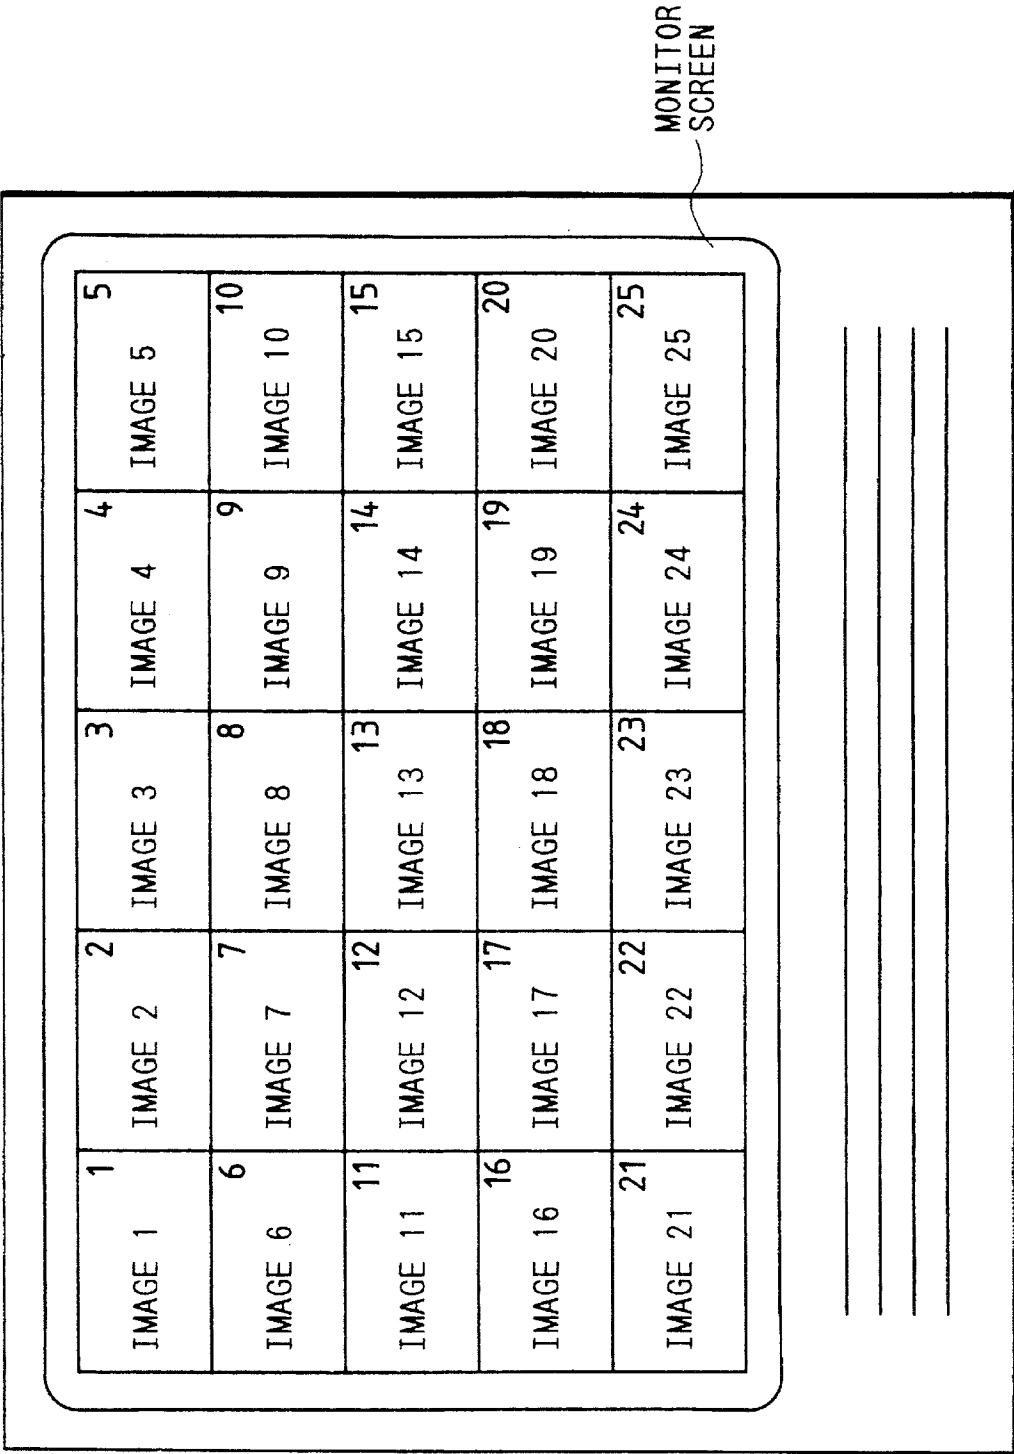 1
IMAGE 1
2
IMAGE 2
3
IMAGE 3
4
IMAGE 4
5
IMAGE 5
6
IMAGE 6
7
IMAGE 7
8
IMAGE 8
9
IMAGE 9
10
IMAGE 10
11
IMAGE 11
12
IMAGE 12
13
IMAGE 13
14
IMAGE 14
15
IMAGE 15
16
IMAGE 16
17
IMAGE 17
18
IMAGE 18
19
IMAGE 19
20
IMAGE 20
21
IMAGE 21
22
IMAGE 22
23
IMAGE 23
24
IMAGE 24
25
IMAGE 25
MONITOR
SCREEN